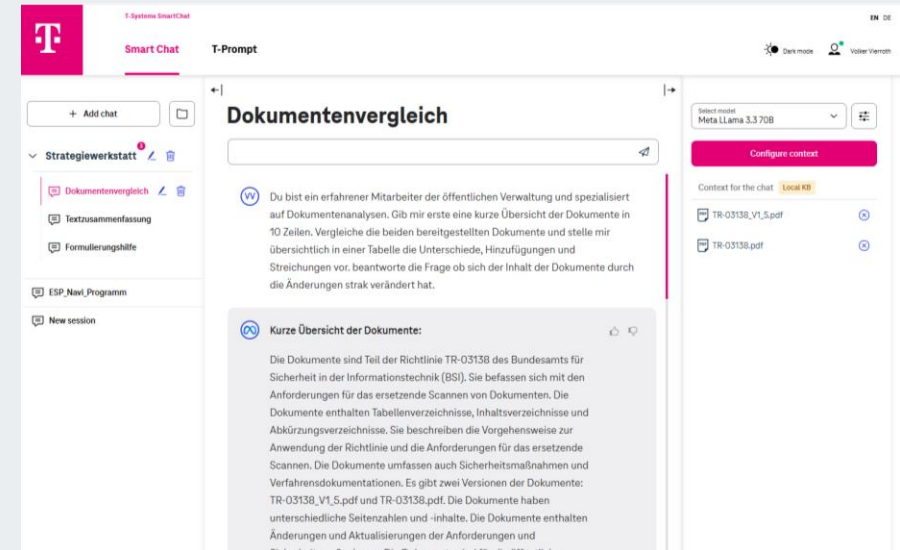 T-Systems SmartChat
EN DE
T
Smart Chat T-Prompt
Dark mode Volker Vierroth
+ Add chat
Strategiewerkstatt 3
Dokumentenvergleich
Textzusammenfassung
Formulierungshilfe
ESP_Navi_Programm
New session
Dokumentenvergleich
VV
Du bist ein erfahrener Mitarbeiter der öffentlichen Verwaltung und spezialisiert
auf Dokumentenanalysen. Gib mir erste eine kurze Übersicht der Dokumente in
10 Zeilen. Vergleiche die beiden bereitgestellten Dokumente und stelle mir
übersichtlich in einer Tabelle die Unterschiede, Hinzufügungen und
Streichungen vor. beantworte die Frage ob sich der Inhalt der Dokumente durch
die Änderungen strak verändert hat.
Kurze Übersicht der Dokumente:
Die Dokumente sind Teil der Richtlinie TR-03138 des Bundesamts für
Sicherheit in der Informationstechnik (BSI). Sie befassen sich mit den
Anforderungen für das ersetzende Scannen von Dokumenten. Die
Dokumente enthalten Tabellenverzeichnisse, Inhaltsverzeichnisse und
Abkürzungsverzeichnisse. Sie beschreiben die Vorgehensweise zur
Anwendung der Richtlinie und die Anforderungen für das ersetzende
Scannen. Die Dokumente umfassen auch Sicherheitsmaßnahmen und
Verfahrensdokumentationen. Es gibt zwei Versionen der Dokumente:
TR-03138_V1_5.pdf und TR-03138.pdf. Die Dokumente haben
unterschiedliche Seitenzahlen und -inhalte. Die Dokumente enthalten
Änderungen und Aktualisierungen der Anforderungen und
Select model
Meta LLama 3.3 70B
Configure context
Context for the chat Local KB
TR-03138_V1_5.pdf
TR-03138.pdf